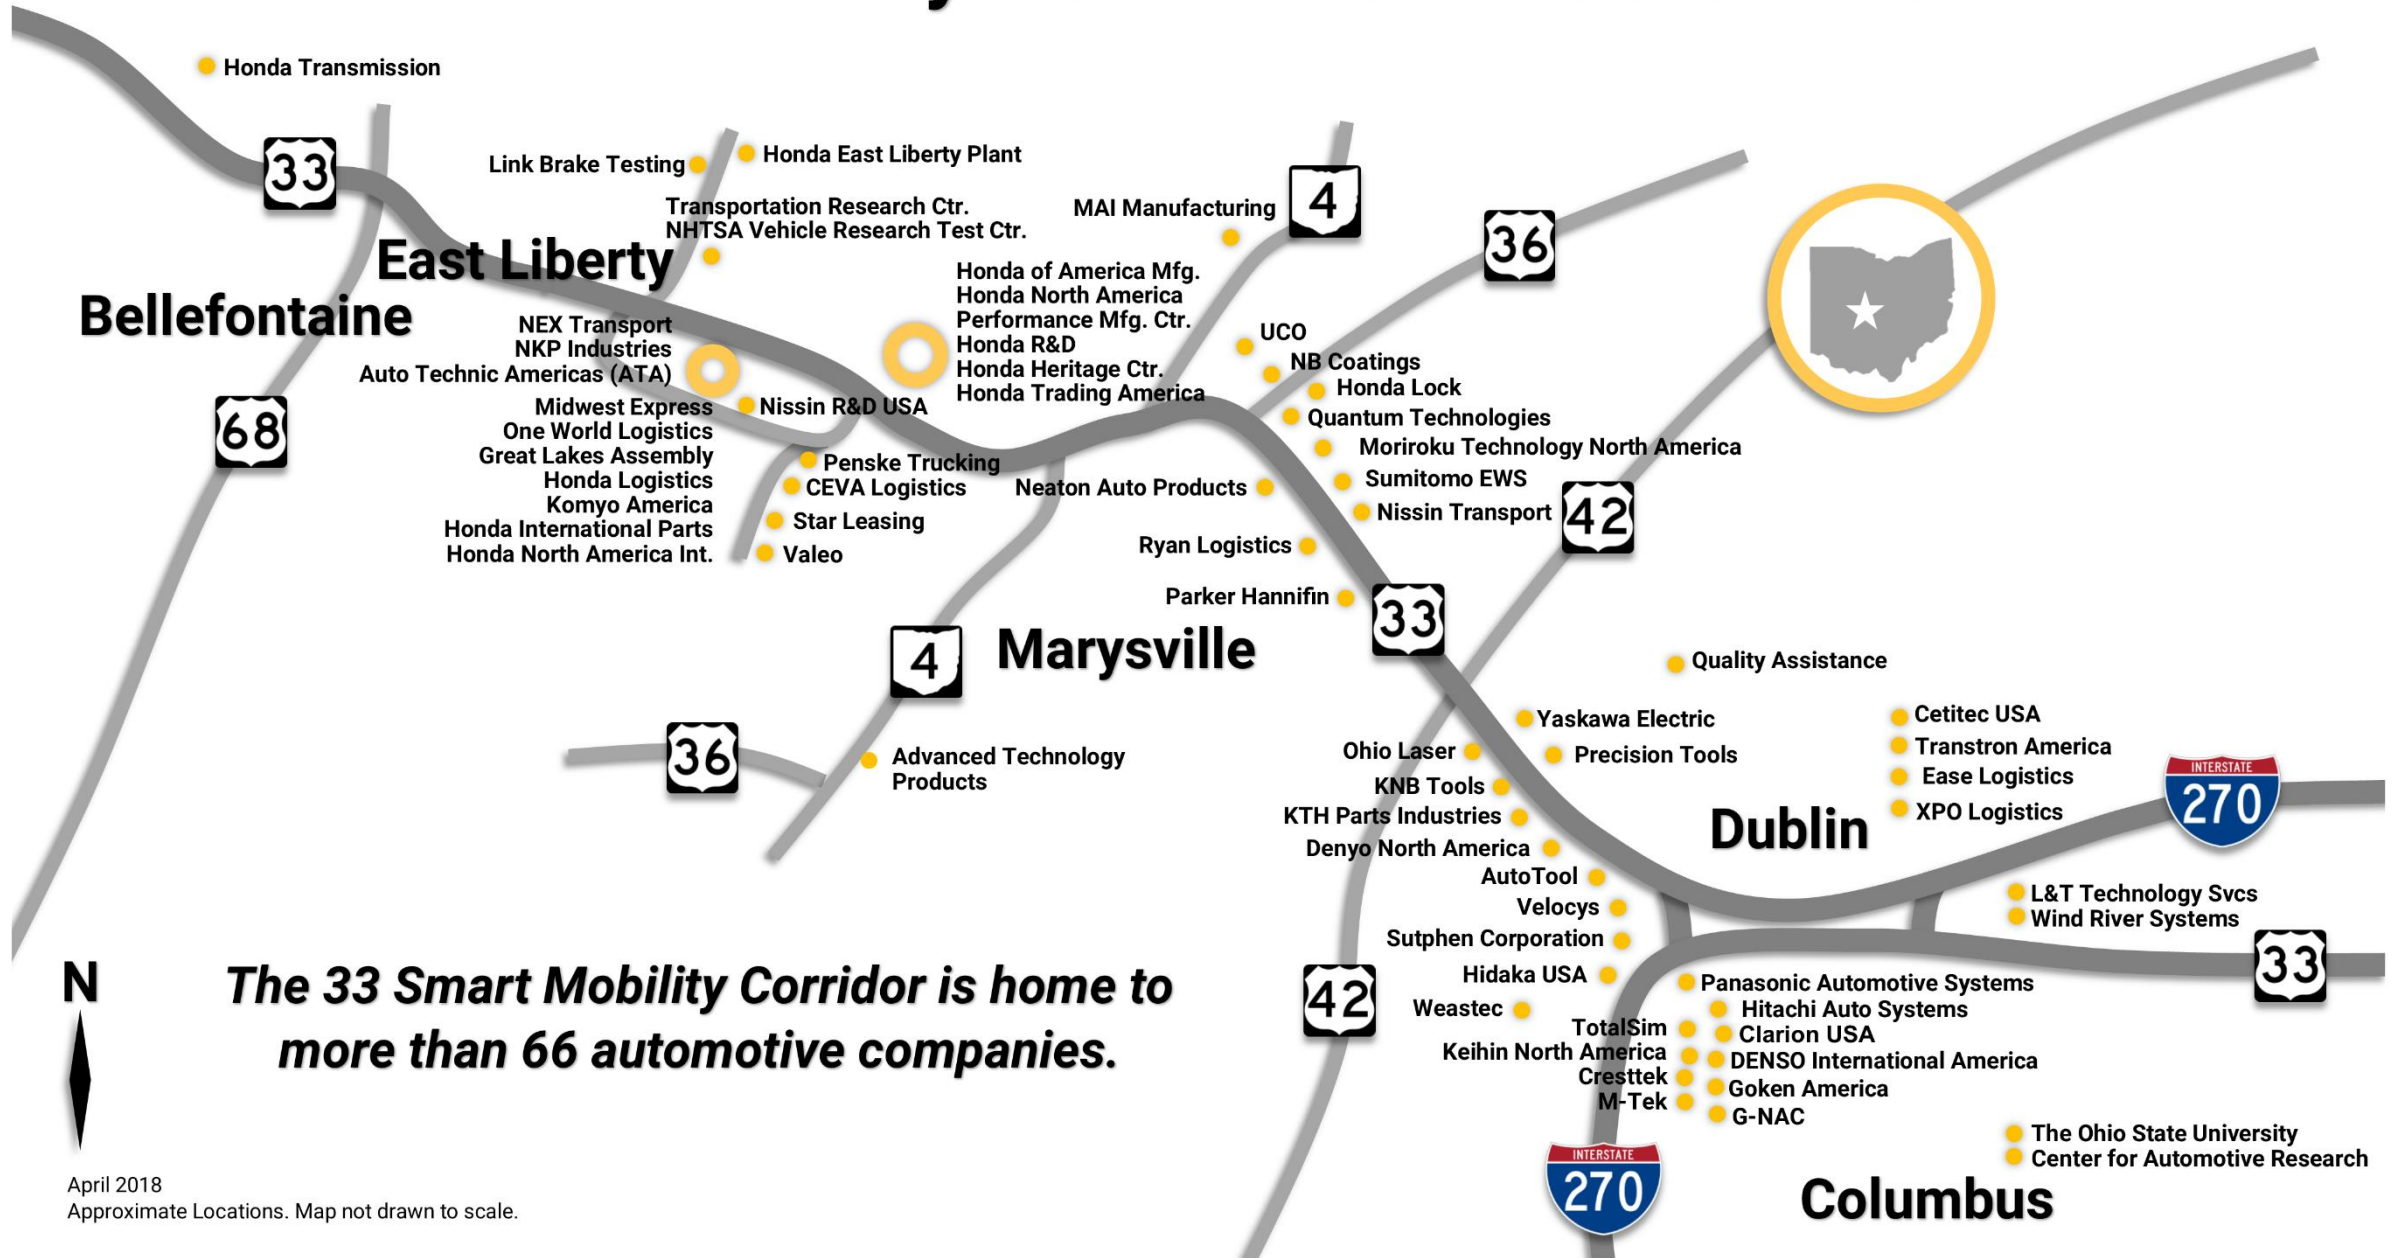 Honda Transmission
33
Link Brake Testing
Honda East Liberty Plant
Transportation Research Ctr.
NHTSA Vehicle Research Test Ctr.
MAI Manufacturing
4
36
East Liberty
Bellefontaine
Honda of America Mfg.
Honda North America
Performance Mfg. Ctr.
Honda R&D
Honda Heritage Ctr.
Honda Trading America
NEX Transport
NKP Industries
Auto Technic Americas (ATA)
Nissin R&D USA
Midwest Express
One World Logistics
Great Lakes Assembly
Honda Logistics
Komyo America
Honda International Parts
Honda North America Int.
68
Penske Trucking
CEVA Logistics
Star Leasing
Valeo
UCO
NB Coatings
Honda Lock
Quantum Technologies
Moriroku Technology North America
Sumitomo EWS
Nissin Transport
42
Neaton Auto Products
Ryan Logistics
Parker Hannifin
33
Marysville
4
36
Advanced Technology
Products
Quality Assistance
Yaskawa Electric
Precision Tools
Ohio Laser
KNB Tools
KTH Parts Industries
Denyo North America
AutoTool
Velocys
Sutphen Corporation
Hidaka USA
Weastec
42
Cetitec USA
Transtron America
Ease Logistics
XPO Logistics
Dublin
INTERSTATE
270
L&T Technology Svcs
Wind River Systems
33
Panasonic Automotive Systems
Hitachi Auto Systems
Clarion USA
DENSO International America
Goken America
G-NAC
TotalSim
Keihin North America
Cresttek
M-Tek
INTERSTATE
270
The Ohio State University
Center for Automotive Research
Columbus
N
The 33 Smart Mobility Corridor is home to
more than 66 automotive companies.
April 2018
Approximate Locations. Map not drawn to scale.